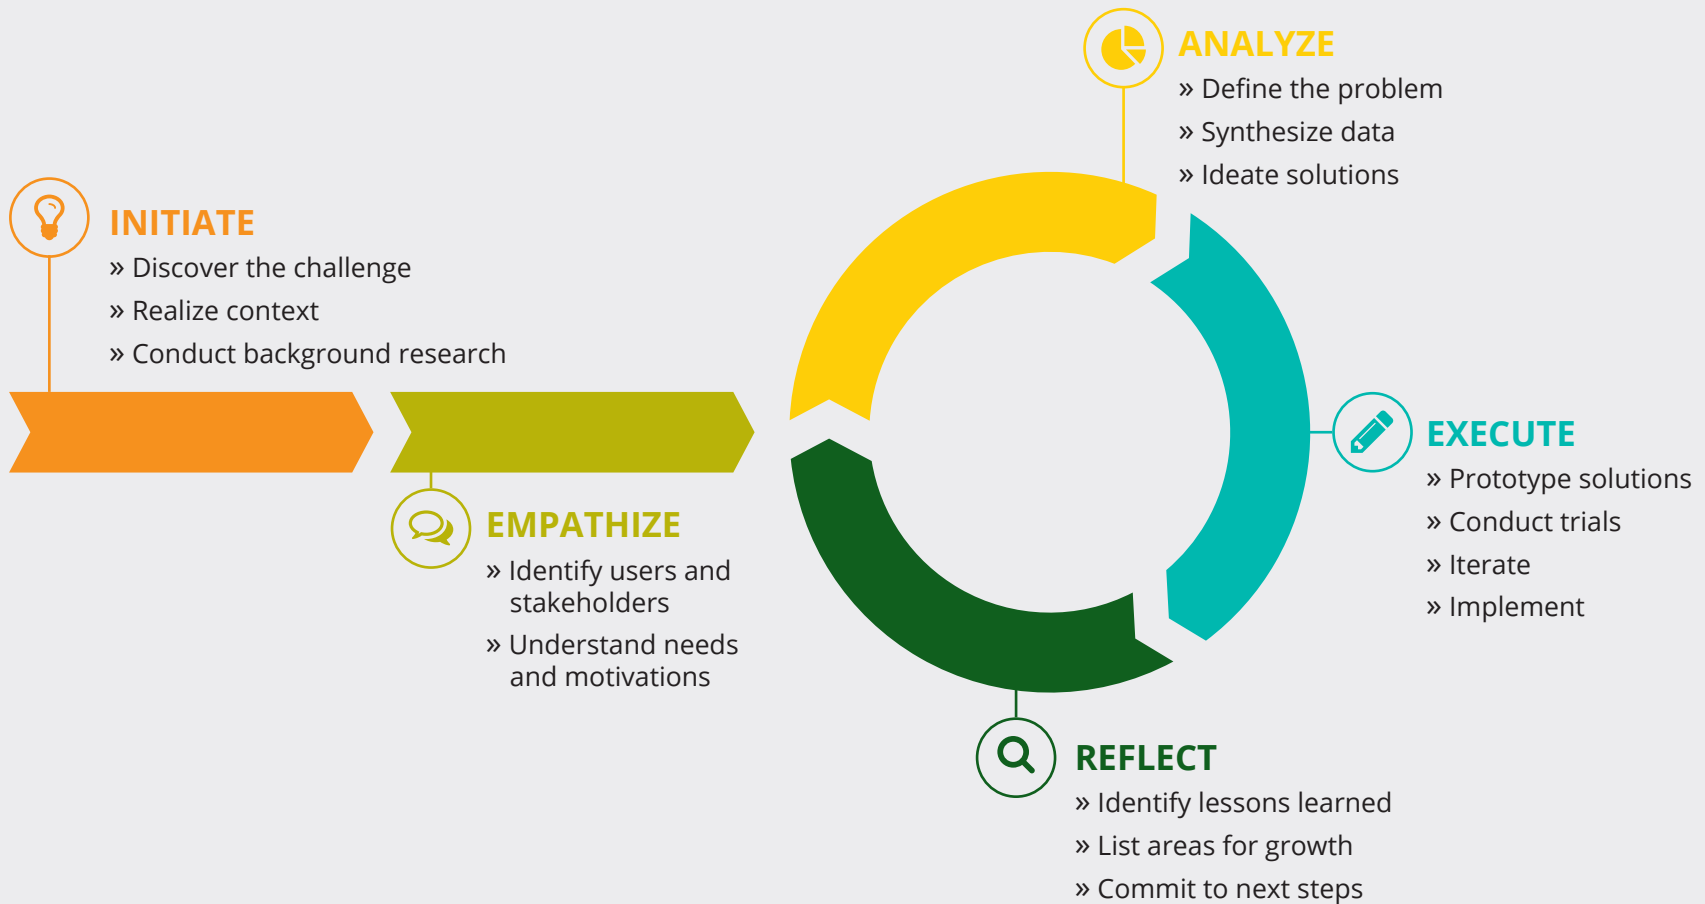 INITIATE
» Discover the challenge
» Realize context
» Conduct background research
EMPATHIZE
» Identify users and
stakeholders
» Understand needs
and motivations
ANALYZE
» Define the problem
» Synthesize data
» Ideate solutions
EXECUTE
» Prototype solutions
» Conduct trials
» Iterate
» Implement
REFLECT
» Identify lessons learned
» List areas for growth
» Commit to next steps